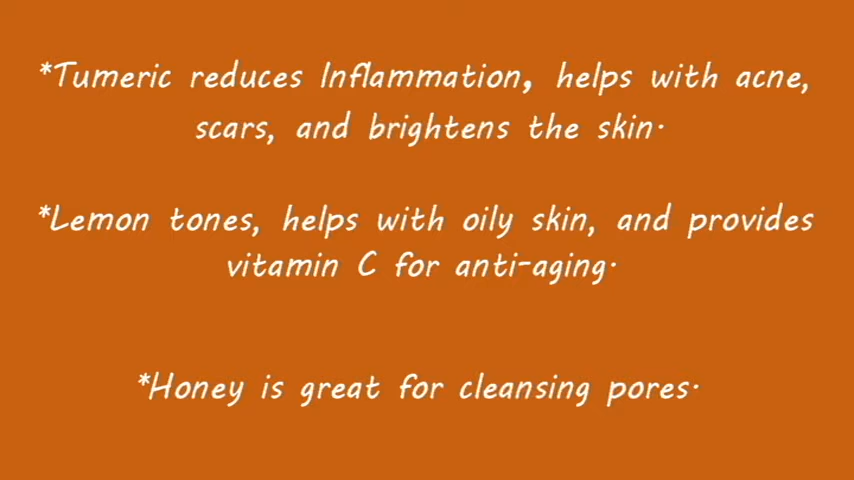 *Tumeric reduces Inflammation, helps with acne,
scars, and brightens the skin.
*Lemon tones, helps with oily skin, and provides
vitamin C for anti-aging.
*Honey is great for cleansing pores.